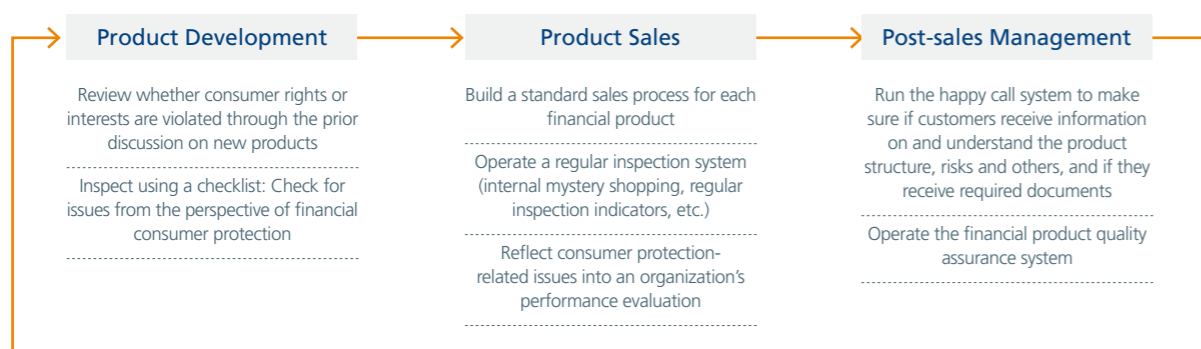 Product Development
Review whether consumer rights or
interests are violated through the prior
discussion on new products
Inspect using a checklist: Check for
issues from the perspective of financial
consumer protection
Product Sales
Build a standard sales process for each
financial product
Operate a regular inspection system
(internal mystery shopping, regular
inspection indicators, etc.)
Reflect consumer protection-
related issues into an organization's
performance evaluation
Post-sales Management
Run the happy call system to make
sure if customers receive information
on and understand the product
structure, risks and others, and if they
receive required documents
Operate the financial product quality
assurance system